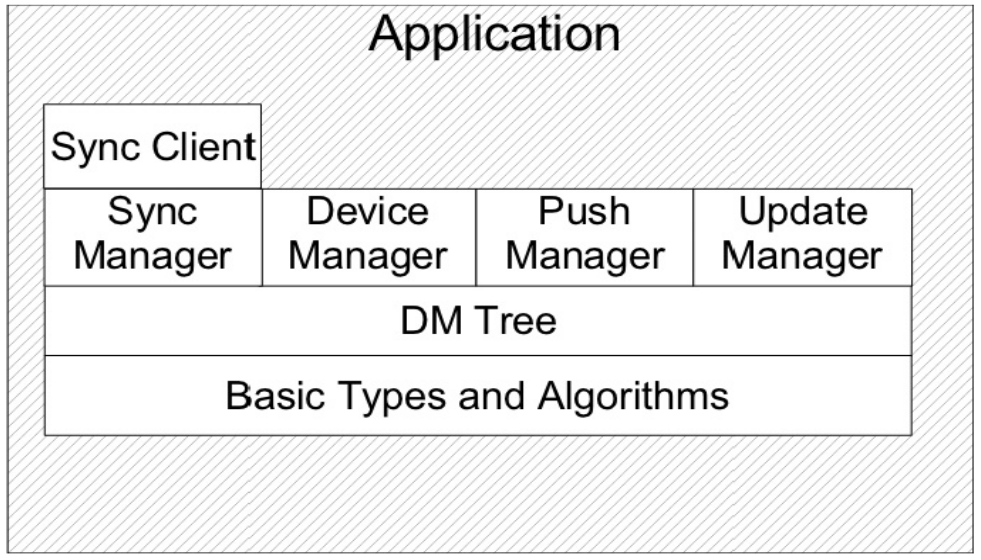 Application
Sync Client
Sync
Manager
Device
Manager
Push
Manager
Update
Manager
DM Tree
Basic Types and Algorithms